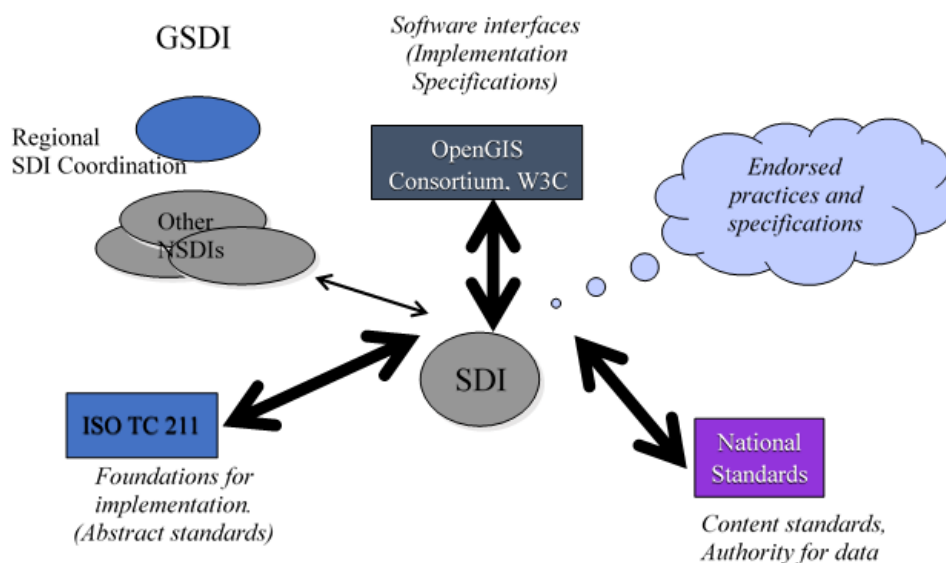 GSDI
Software interfaces
(Implementation
Specifications)
Regional
SDI Coordination
OpenGIS
Consortium, W3C
Endorsed
practices and
specifications
Other
NSDIs
SDI
ISO TC 211
Foundations for
implementation.
(Abstract standards)
National
Standards
Content standards,
Authority for data